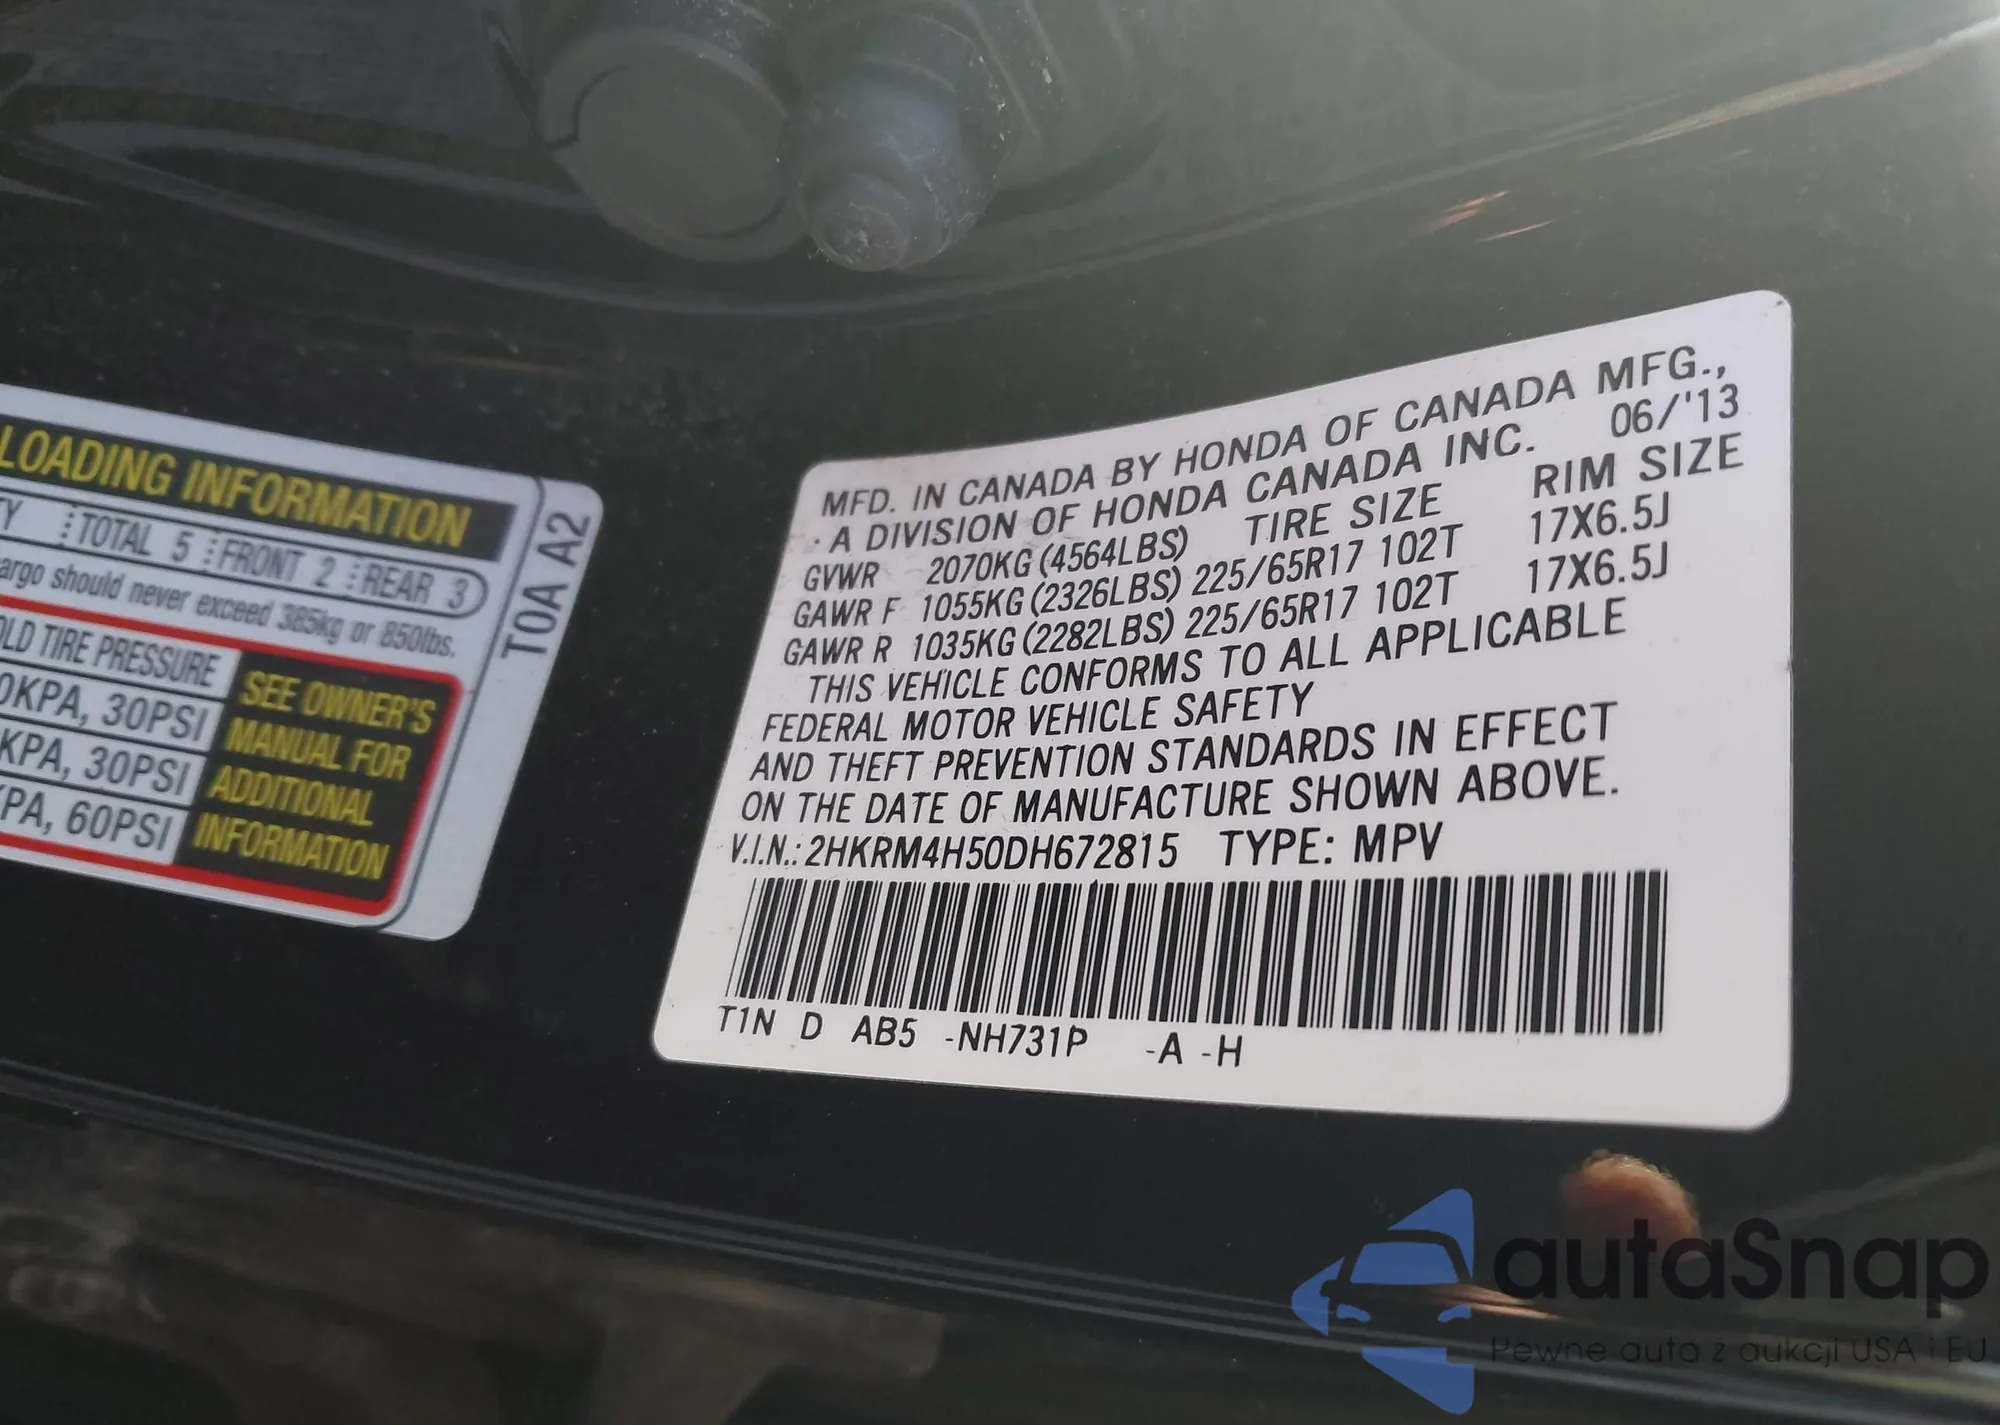 LOADING INFORMATION
TOTAL 5 FRONT 2 REAR 3
cargo should never exceed 385kg or 850lbs.
TIRE PRESSURE
KPA, 30PSI
KPA, 30PSI
KPA, 60PSI
SEE OWNER'S
MANUAL FOR
ADDITIONAL
INFORMATION
T0A A2
MFD. IN CANADA BY HONDA OF CANADA MFG.,
· A DIVISION OF HONDA CANADA INC. 06/'13
GVWR 2070KG (4564LBS) TIRE SIZE RIM SIZE
GAWR F 1055KG (2326LBS) 225/65R17 102T 17X6.5J
GAWR R 1035KG (2282LBS) 225/65R17 102T 17X6.5J
THIS VEHICLE CONFORMS TO ALL APPLICABLE
FEDERAL MOTOR VEHICLE SAFETY
AND THEFT PREVENTION STANDARDS IN EFFECT
ON THE DATE OF MANUFACTURE SHOWN ABOVE.
V.I.N.: 2HKRM4H50DH672815 TYPE: MPV
T1N D AB5 -NH731P -A -H
autaSnap
Pewne auta z aukcji USA i EU